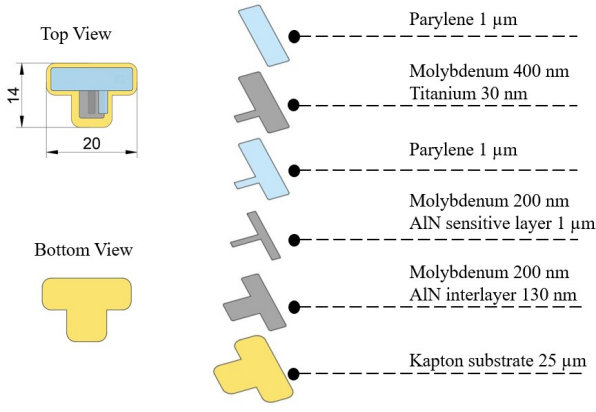 Top View
14
20
Bottom View
Parylene 1 µm
Molybdenum 400 nm
Titanium 30 nm
Parylene 1 µm
Molybdenum 200 nm
AlN sensitive layer 1 µm
Molybdenum 200 nm
AlN interlayer 130 nm
Kapton substrate 25 µm